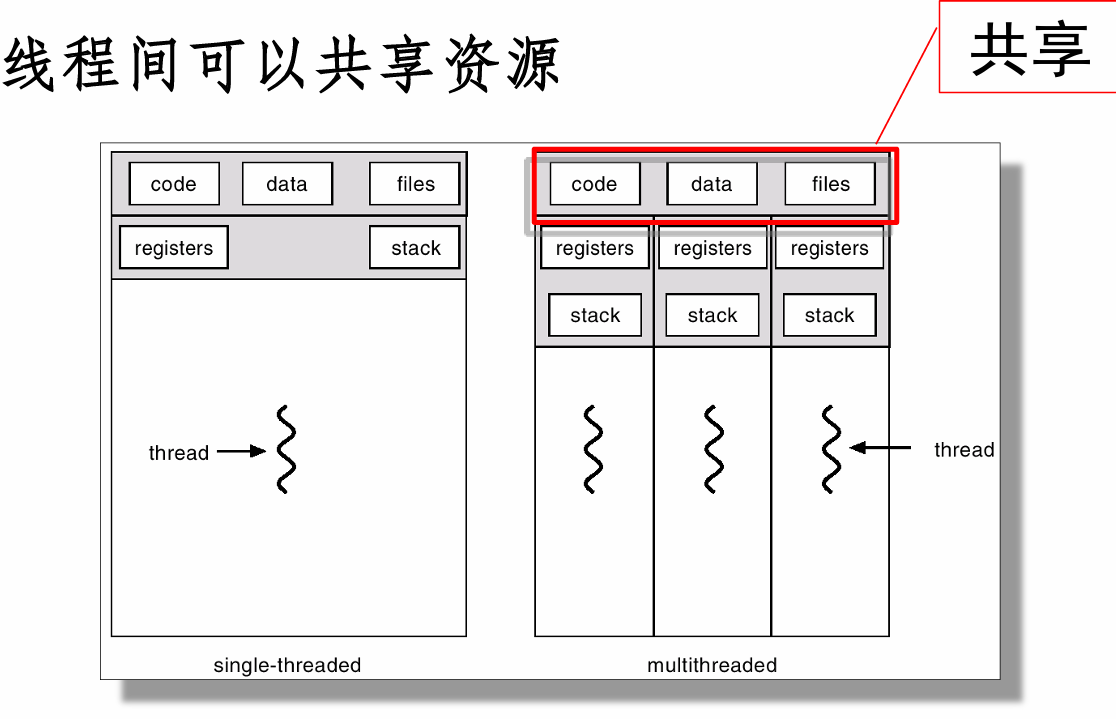 线程间可以共享资源
共享
code data files
registers stack
thread
single-threaded
code data files
registers registers registers
stack stack stack
thread
multithreaded